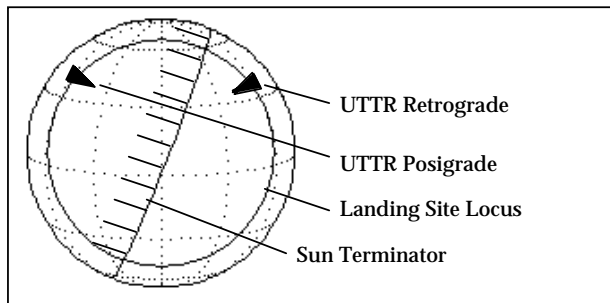 UTTR Retrograde
UTTR Posigrade
Landing Site Locus
Sun Terminator